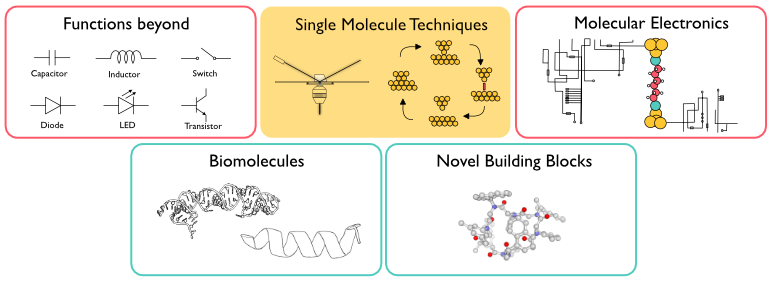 Functions beyond
Capacitor
Inductor
Switch
Diode
LED
Transistor
Single Molecule Techniques
Molecular Electronics
Biomolecules
Novel Building Blocks